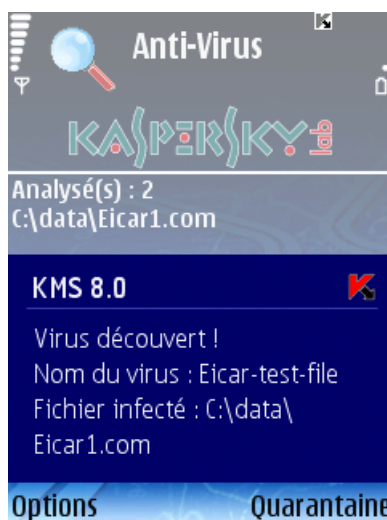 Anti-Virus
KASPERSKY lab
Analysé(s) : 2
C:\data\Eicar1.com
KMS 8.0
Virus découvert !
Nom du virus : Eicar-test-file
Fichier infecté : C:\data\
Eicar1.com
Options Quarantaine